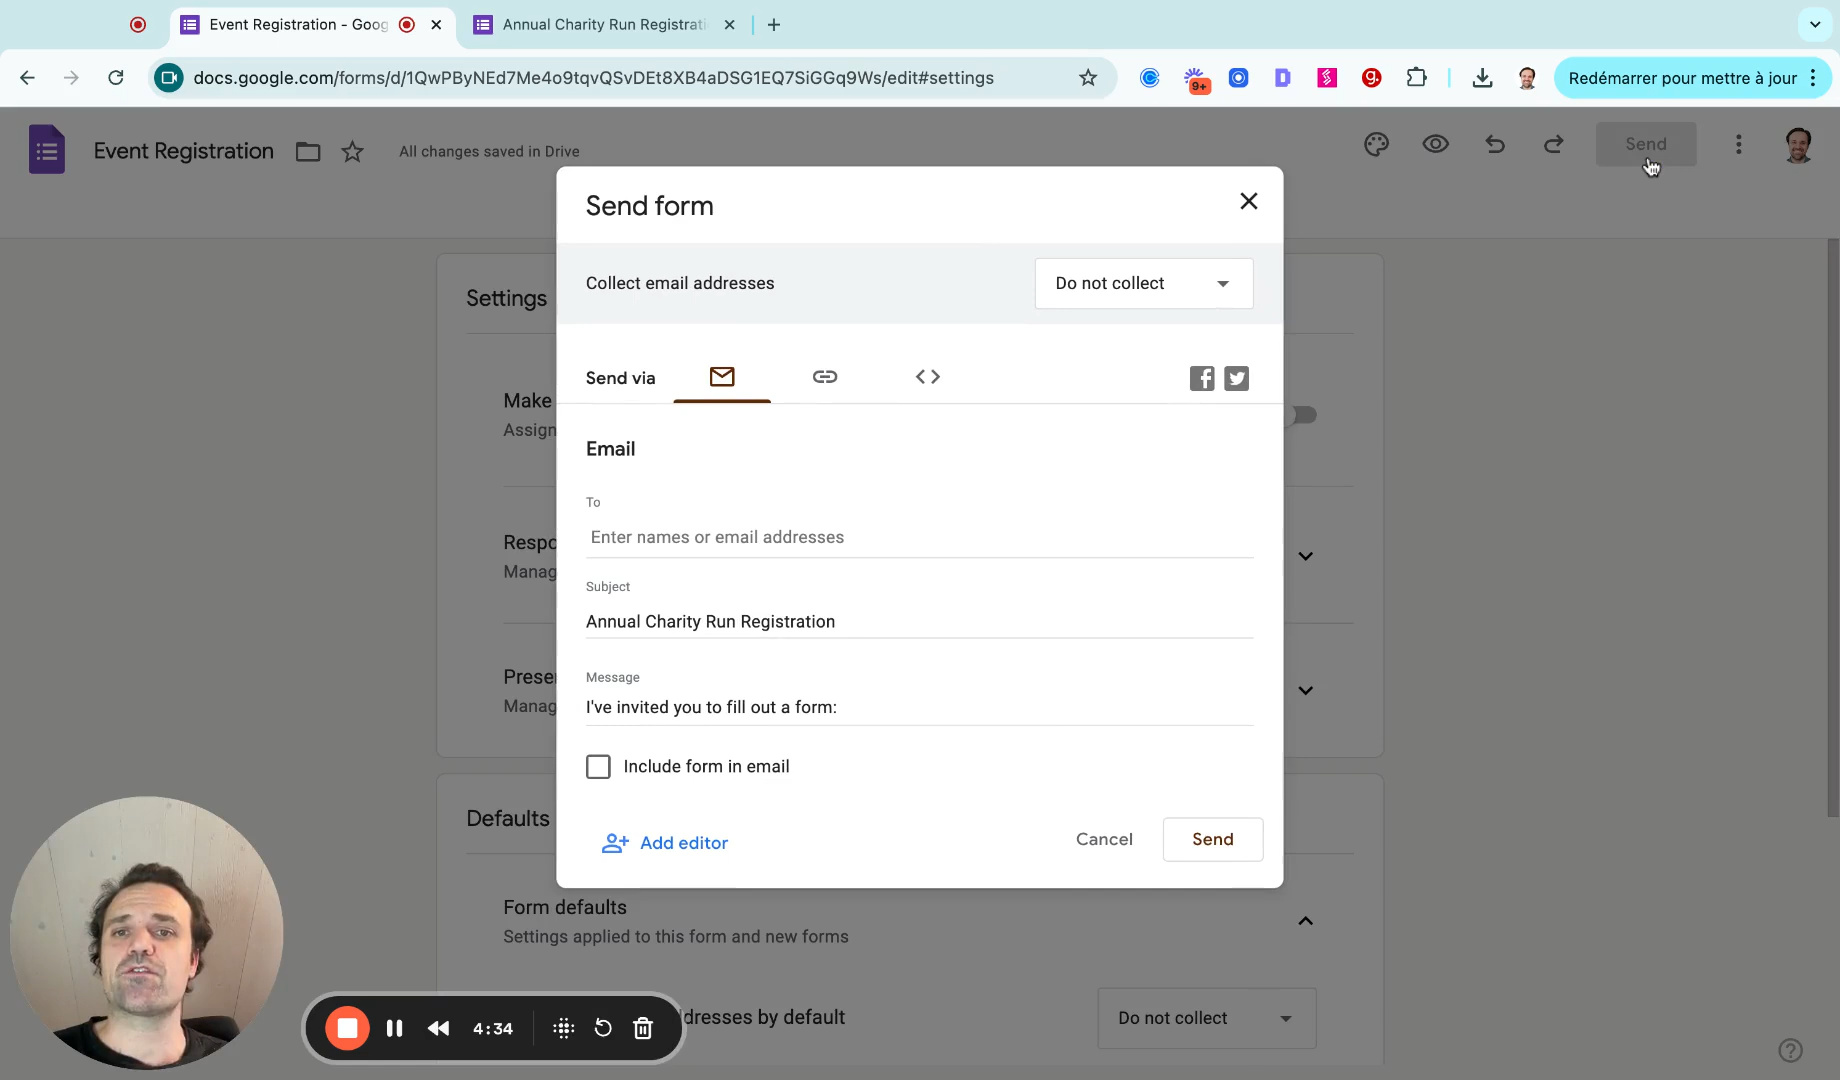 Event Registration - Goog
Annual Charity Run Registrati
docs.google.com/forms/d/1QwPByNEd7Me4o9tqvQSvDEt8XB4aDSG1EQ7SiGGq9Ws/edit#settings
9+
Redémarrer pour mettre à jour
Event Registration
All changes saved in Drive
Send
Send form
Collect email addresses
Do not collect
Settings
Send via
Make
Assign
Email
To
Enter names or email addresses
Respo
Manag
Subject
Annual Charity Run Registration
Message
Prese
I've invited you to fill out a form:
Manag
Include form in email
Defaults
Add editor
Cancel
Send
Form defaults
Settings applied to this form and new forms
4:34
ddresses by default
Do not collect